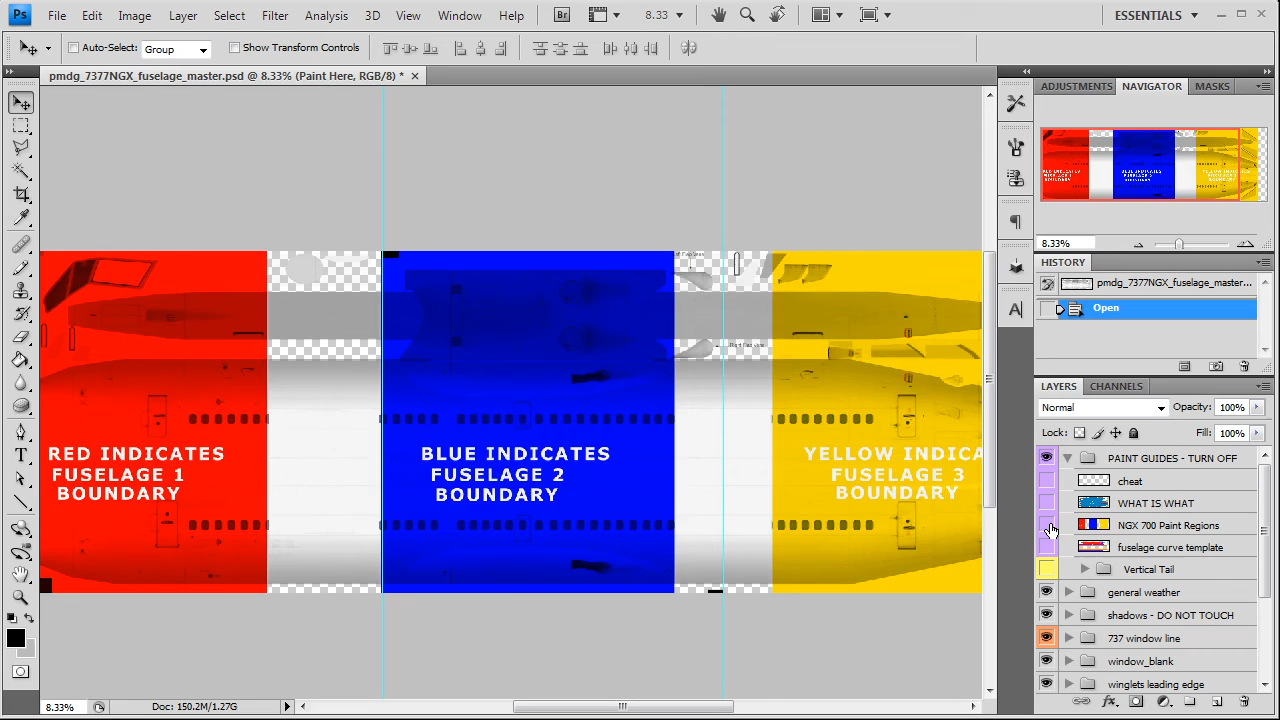 Ps File Edit Image Layer Select Filter Analysis 3D View Window Help Br 8.33 ESSENTIALS
Auto-Select: Group Show Transform Controls
pmdg_7377NGX_fuselage_master.psd @ 8.33% (Paint Here, RGB/8) *
ADJUSTMENTS NAVIGATOR MASKS
8.33%
HISTORY
pmdg_7377NGX_fuselage_master...
Open
LAYERS CHANNELS
Normal Opacity: 100%
Lock: Fill: 100%
PAINT GUIDES - TURN OFF
cheat
WHAT IS WHAT
NGX 700 Paint Regions
fuselage curve template
Vertical Tail
general weather
shadows - DO NOT TOUCH
737 window line
window_blank
winglets leading edge
RED INDICATES
FUSELAGE 1
BOUNDARY
BLUE INDICATES
FUSELAGE 2
BOUNDARY
YELLOW INDICA
FUSELAGE 3
BOUNDARY
8.33% Doc: 150.2M/1.27G